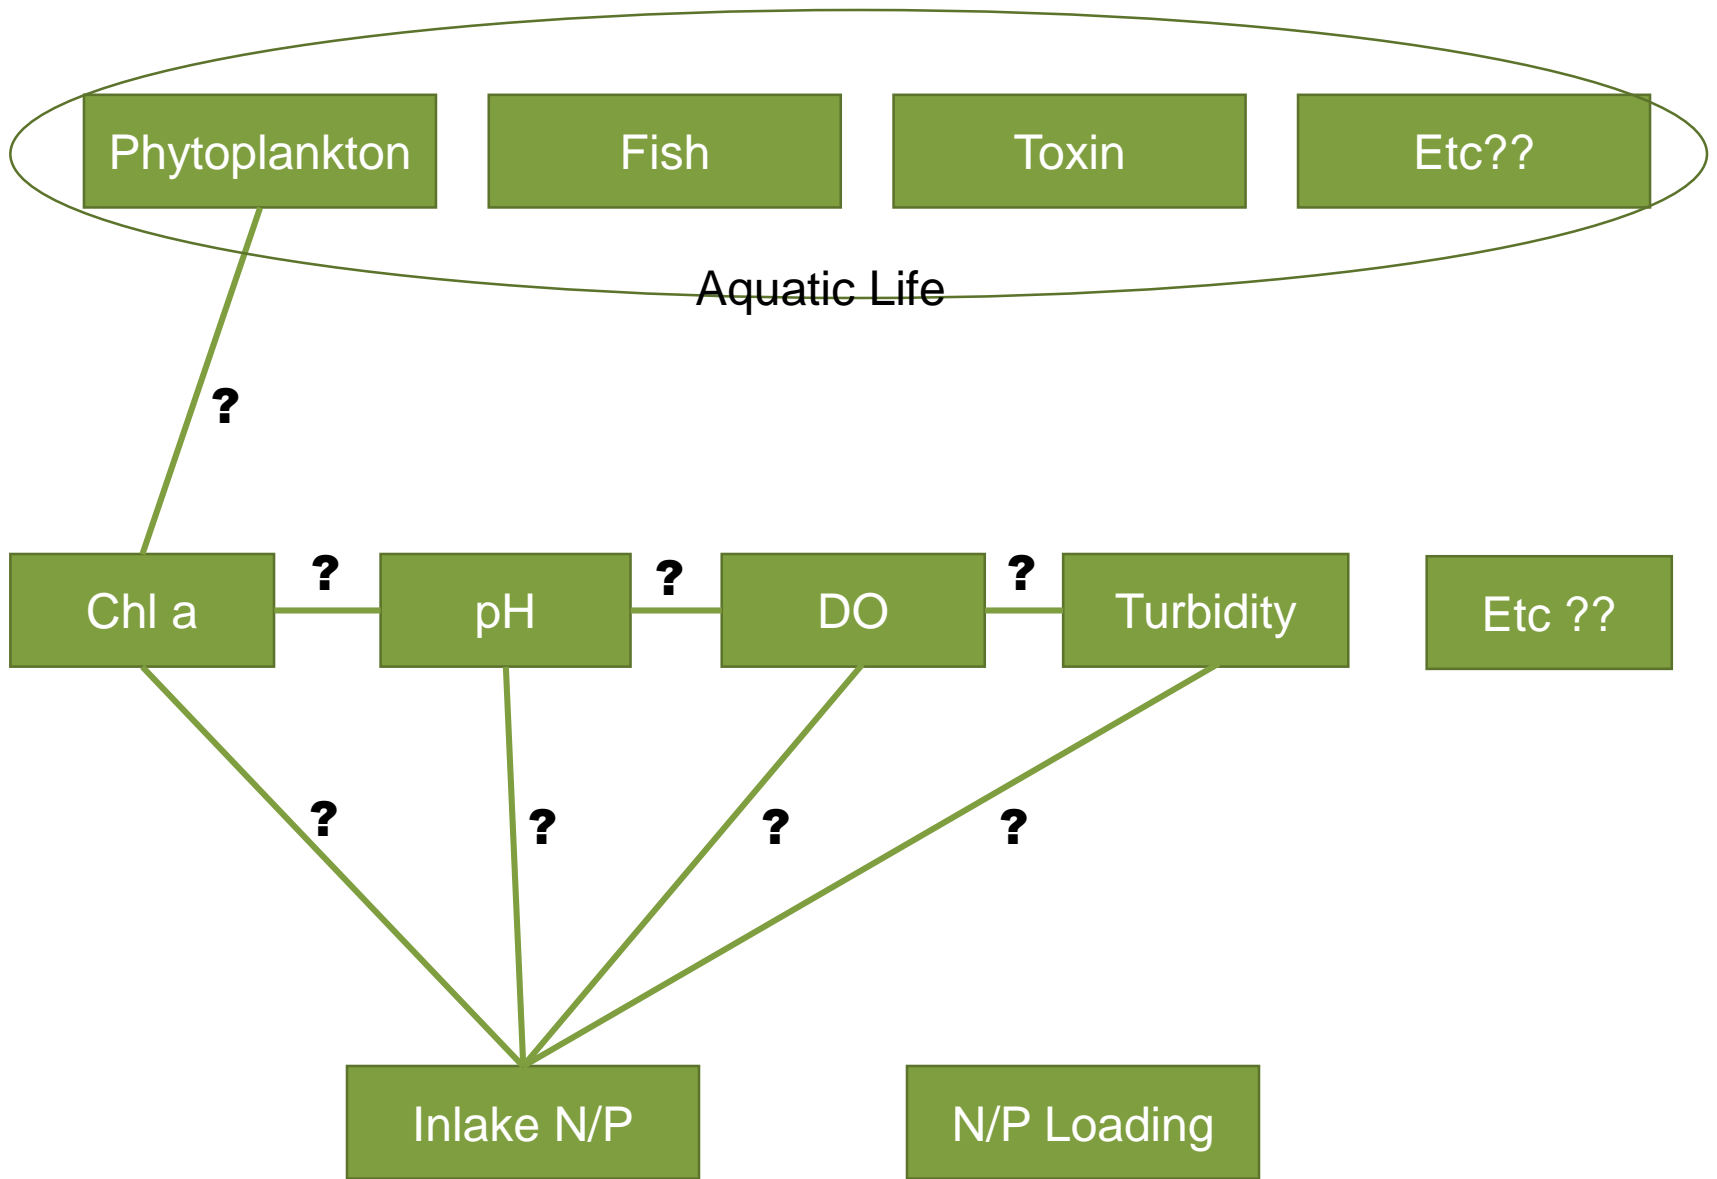 Phytoplankton
Fish
Toxin
Etc??
Aquatic Life
?
Chl a
?
pH
?
DO
?
Turbidity
Etc ??
?
?
?
?
Inlake N/P
N/P Loading